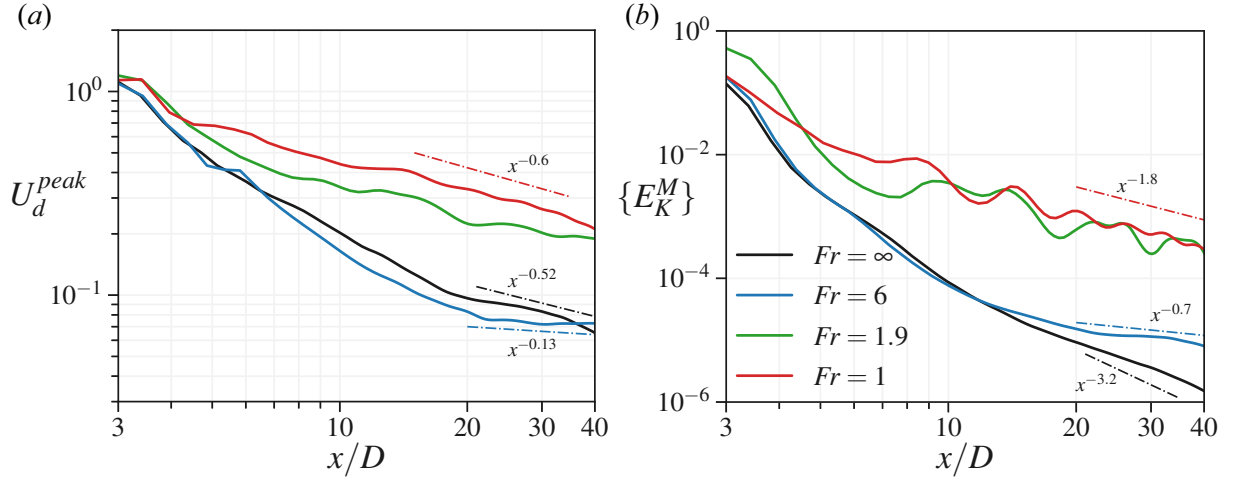 (a)
10^0
10^{-1}
U_d^{peak}
x^{-0.6}
x^{-0.52}
x^{-0.13}
3
10
20
30
40
x/D
(b)
10^0
10^{-2}
10^{-4}
10^{-6}
{E_K^M}
x^{-1.8}
x^{-0.7}
x^{-3.2}
Fr = ∞
Fr = 6
Fr = 1.9
Fr = 1
3
10
20
30
40
x/D